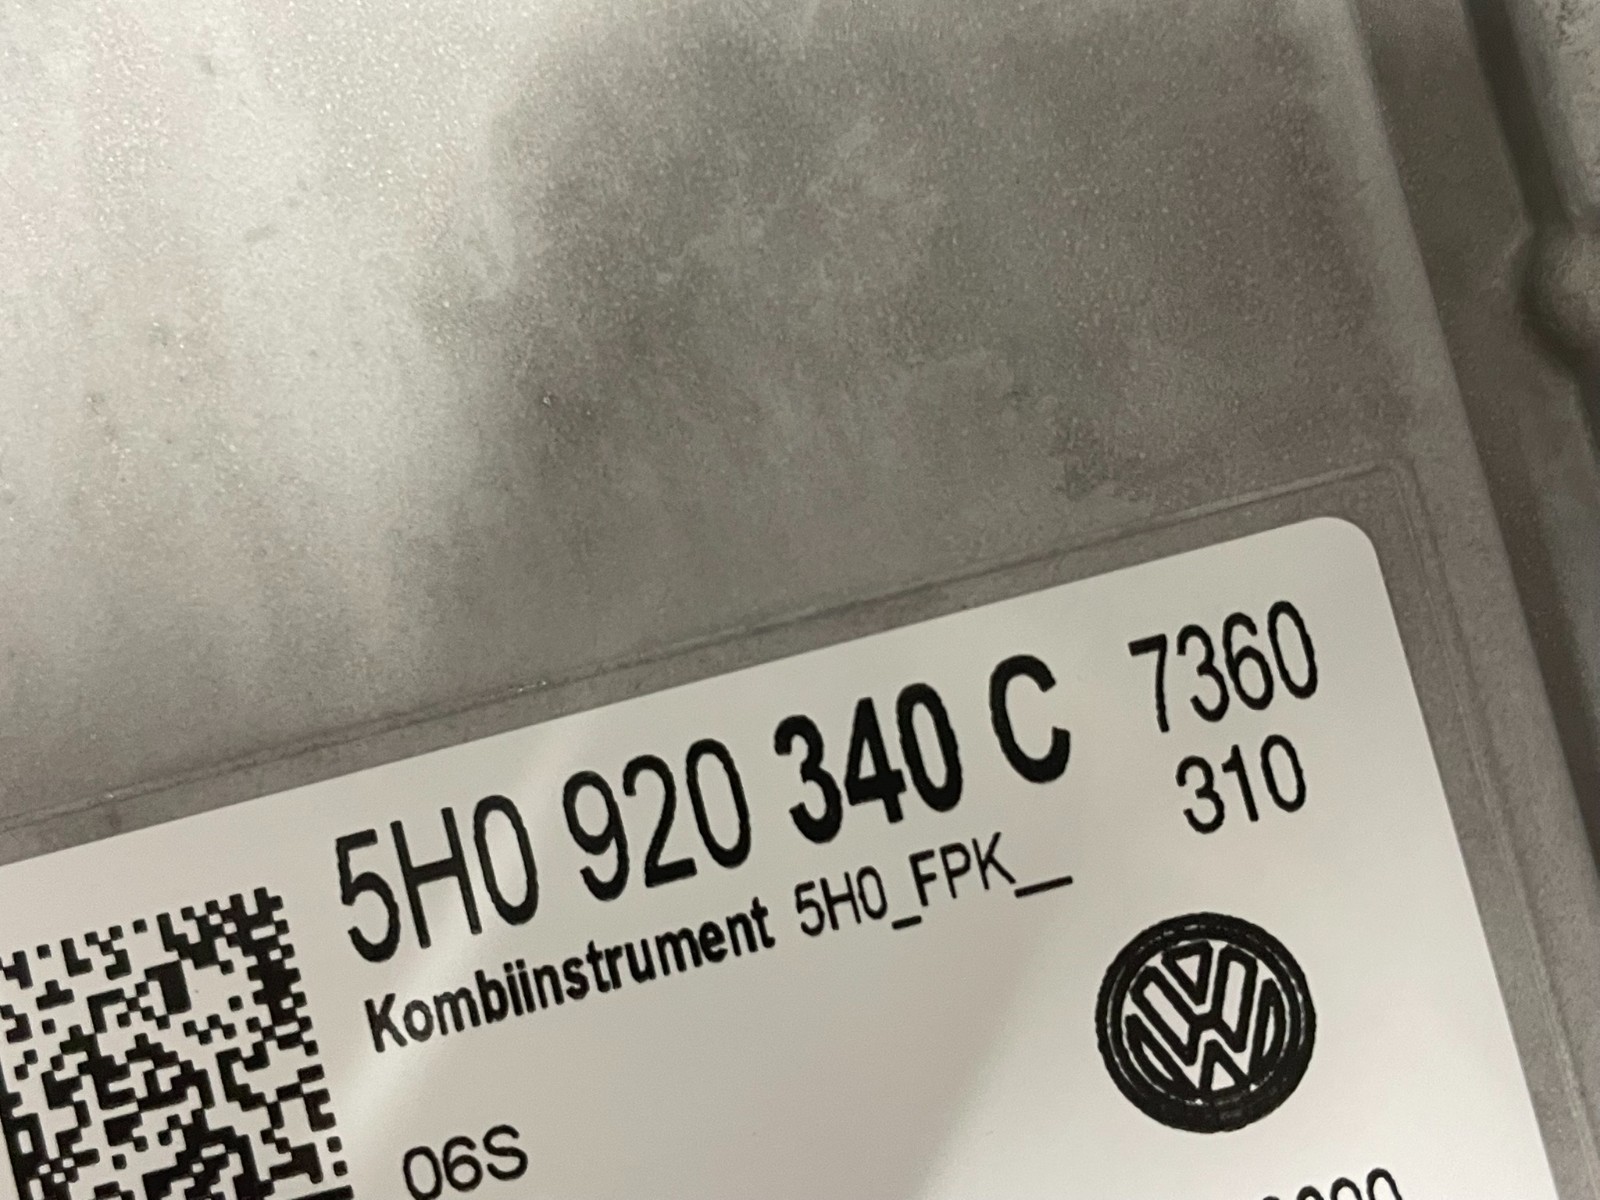 5H0 920 340 C 7360
310
Kombiinstrument 5H0_FPK__
06S